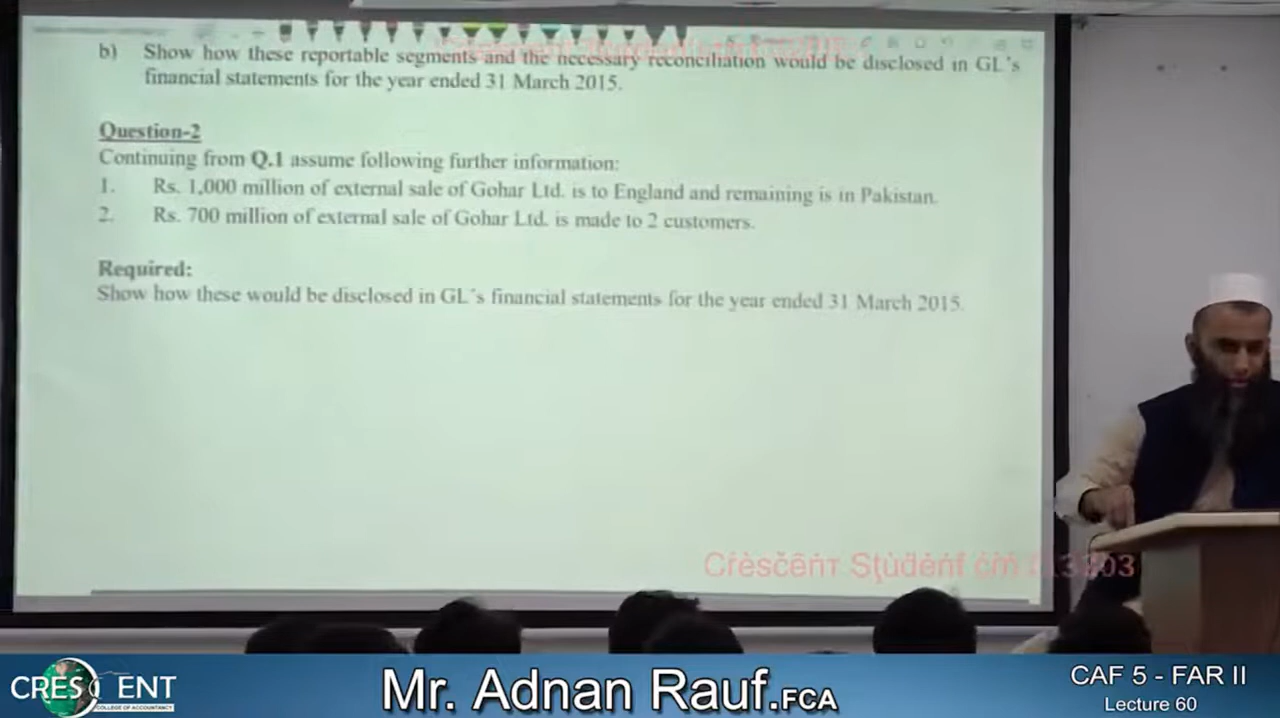 b) Show how these reportable segments and the necessary reconciliation would be disclosed in GL's
financial statements for the year ended 31 March 2015.
Question-2
Continuing from Q.1 assume following further information:
1. Rs. 1,000 million of external sale of Gohar Ltd. is to England and remaining is in Pakistan.
2. Rs. 700 million of external sale of Gohar Ltd. is made to 2 customers.
Required:
Show how these would be disclosed in GL's financial statements for the year ended 31 March 2015.
CRESCENT
COLLEGE OF ACCOUNTANCY
Mr. Adnan Rauf.FCA
CAF 5 - FAR II
Lecture 60